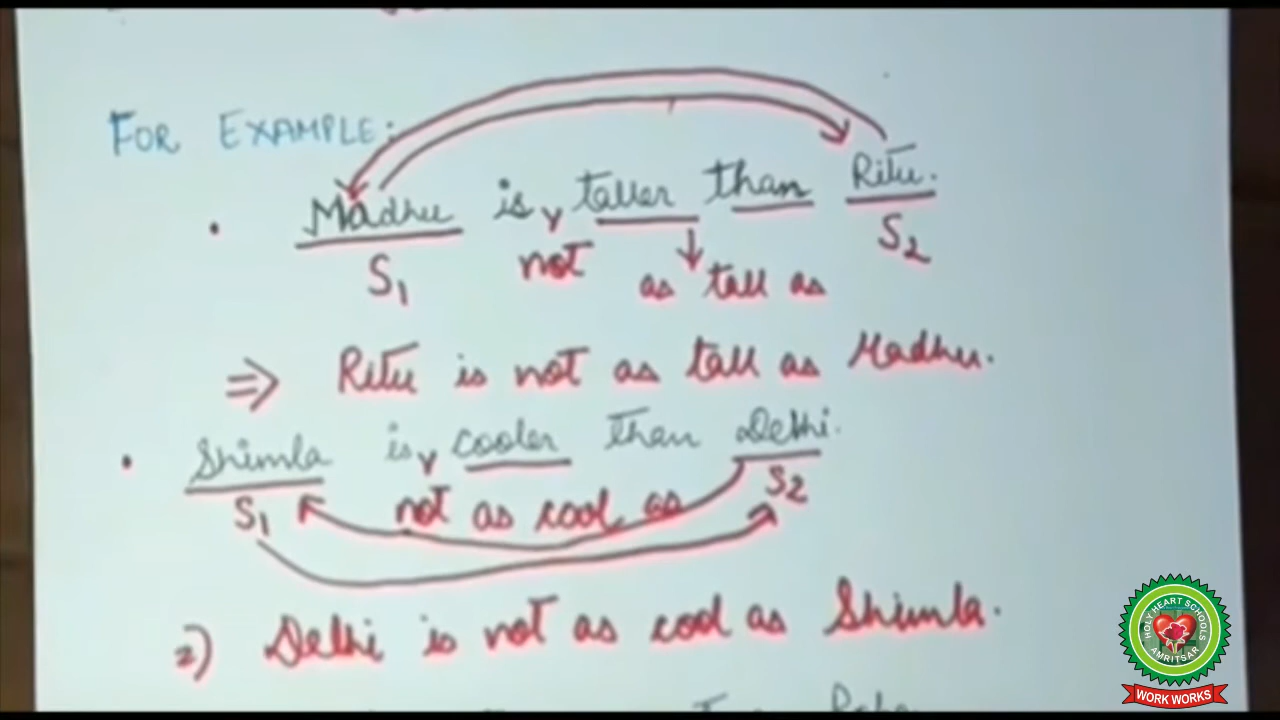 FOR EXAMPLE:
• Madhu is taller than Ritu.
S1 not as tall as S2
⇒ Ritu is not as tall as Madhu.
• Shimla is cooler than Delhi.
S1 not as cool as S2
⇒ Delhi is not as cool as Shimla.
HOLY HEART SCHOOLS
AMRITSAR
WORK WORKS